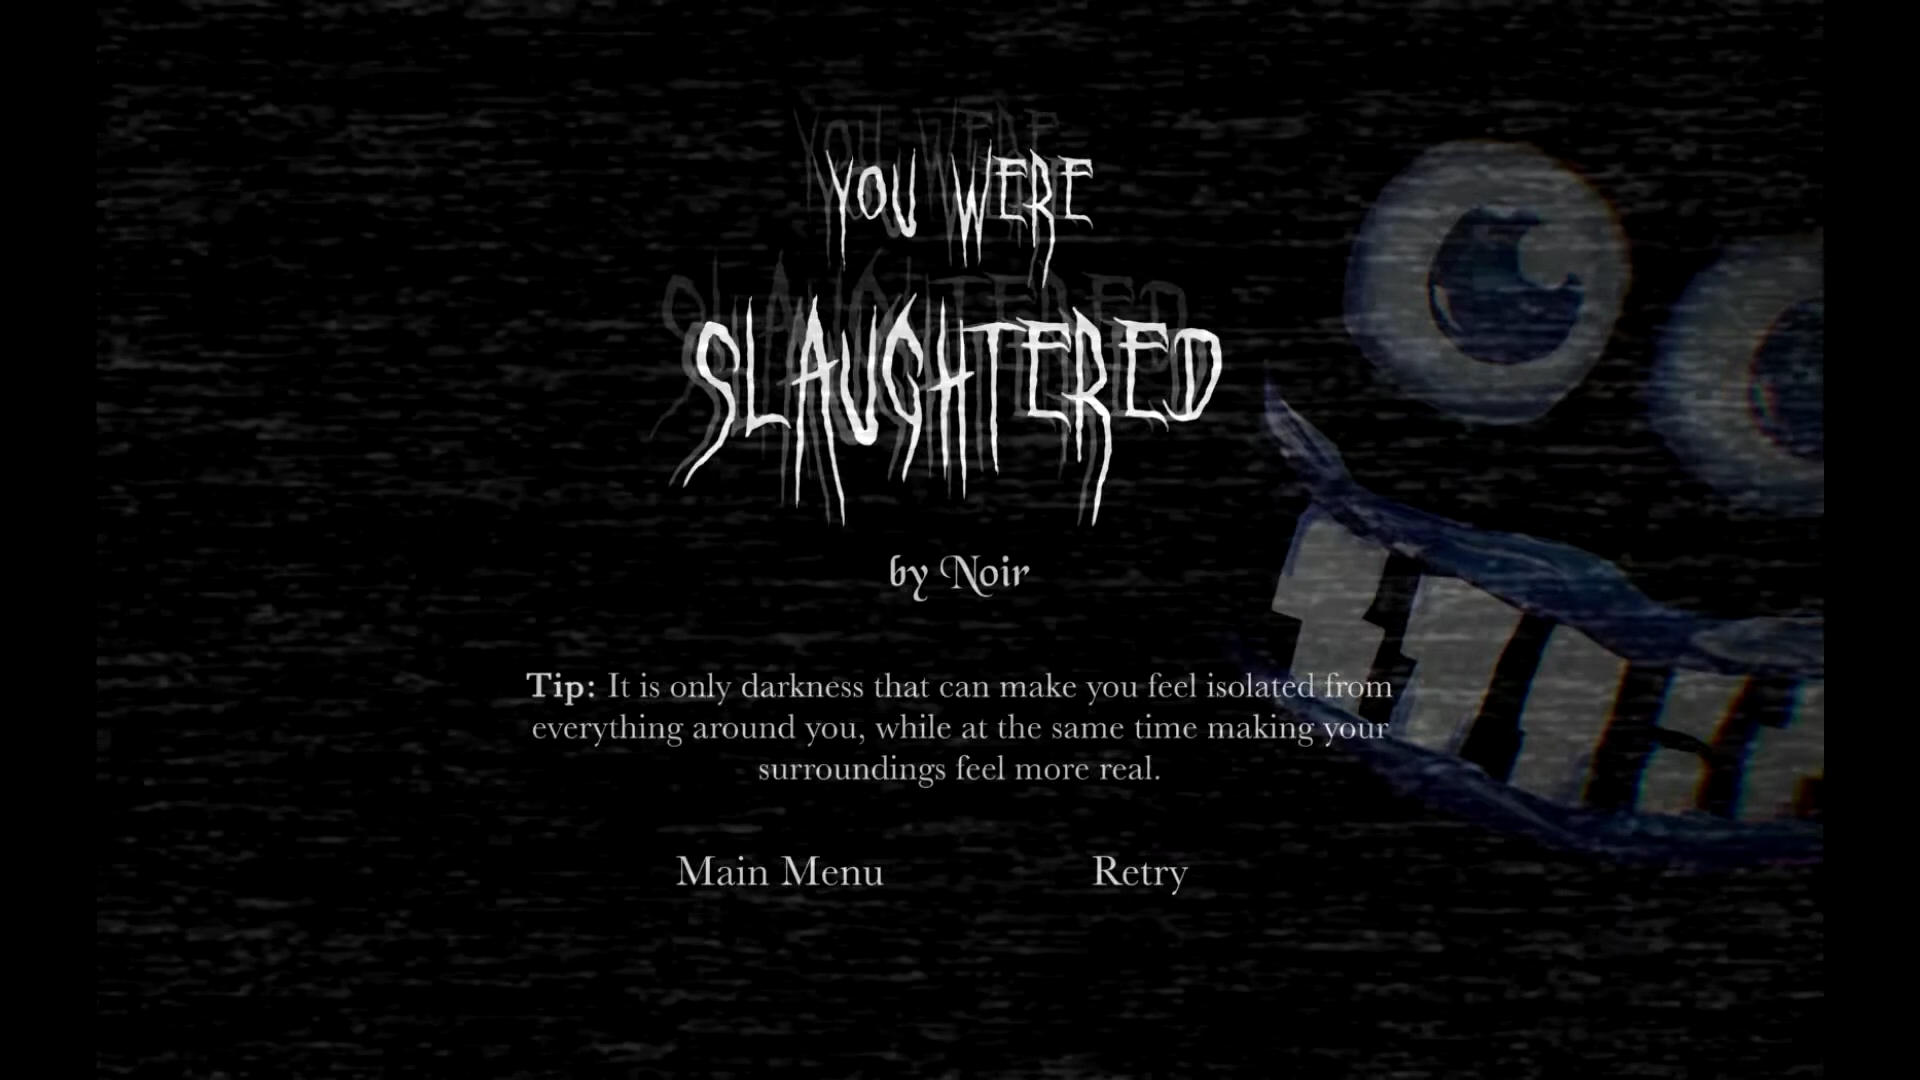 YOU WERE
SLAUGHTERED
by Noir
Tip: It is only darkness that can make you feel isolated from
everything around you, while at the same time making your
surroundings feel more real.
Main Menu Retry